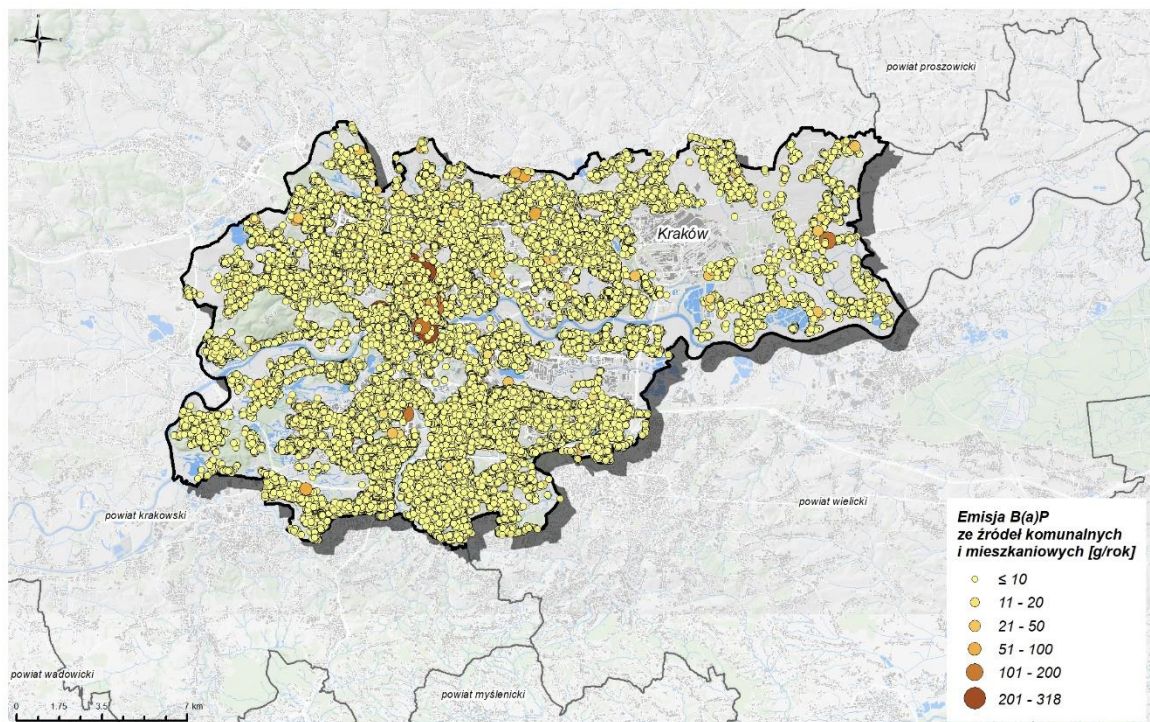 powiat proszowicki
Kraków
powiat krakowski
powiat wielicki
powiat wadowicki
powiat myślenicki
0 1.75 3.5 7 km
Emisja B(a)P
ze źródeł komunalnych
i mieszkaniowych [g/rok]
≤ 10
11 - 20
21 - 50
51 - 100
101 - 200
201 - 318